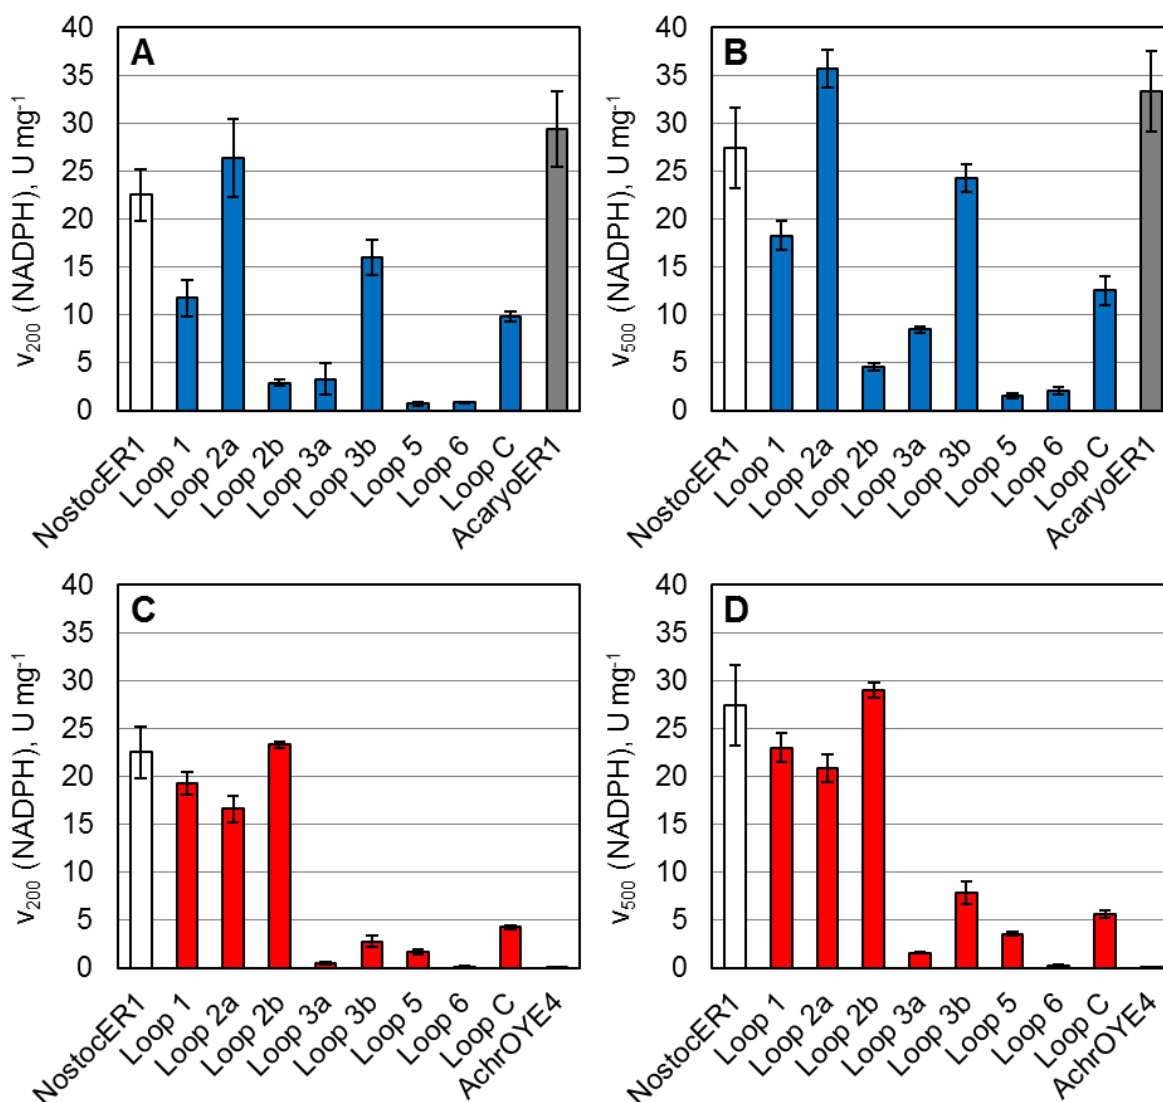 A
v₂₀₀ (NADPH), U mg⁻¹
40
35
30
25
20
15
10
5
0
NostocER1
Loop 1
Loop 2a
Loop 2b
Loop 3a
Loop 3b
Loop 5
Loop 6
Loop C
AcaryoER1
B
v₅₀₀ (NADPH), U mg⁻¹
40
35
30
25
20
15
10
5
0
NostocER1
Loop 1
Loop 2a
Loop 2b
Loop 3a
Loop 3b
Loop 5
Loop 6
Loop C
AcaryoER1
C
v₂₀₀ (NADPH), U mg⁻¹
40
35
30
25
20
15
10
5
0
NostocER1
Loop 1
Loop 2a
Loop 2b
Loop 3a
Loop 3b
Loop 5
Loop 6
Loop C
AchrOYE4
D
v₅₀₀ (NADPH), U mg⁻¹
40
35
30
25
20
15
10
5
0
NostocER1
Loop 1
Loop 2a
Loop 2b
Loop 3a
Loop 3b
Loop 5
Loop 6
Loop C
AchrOYE4